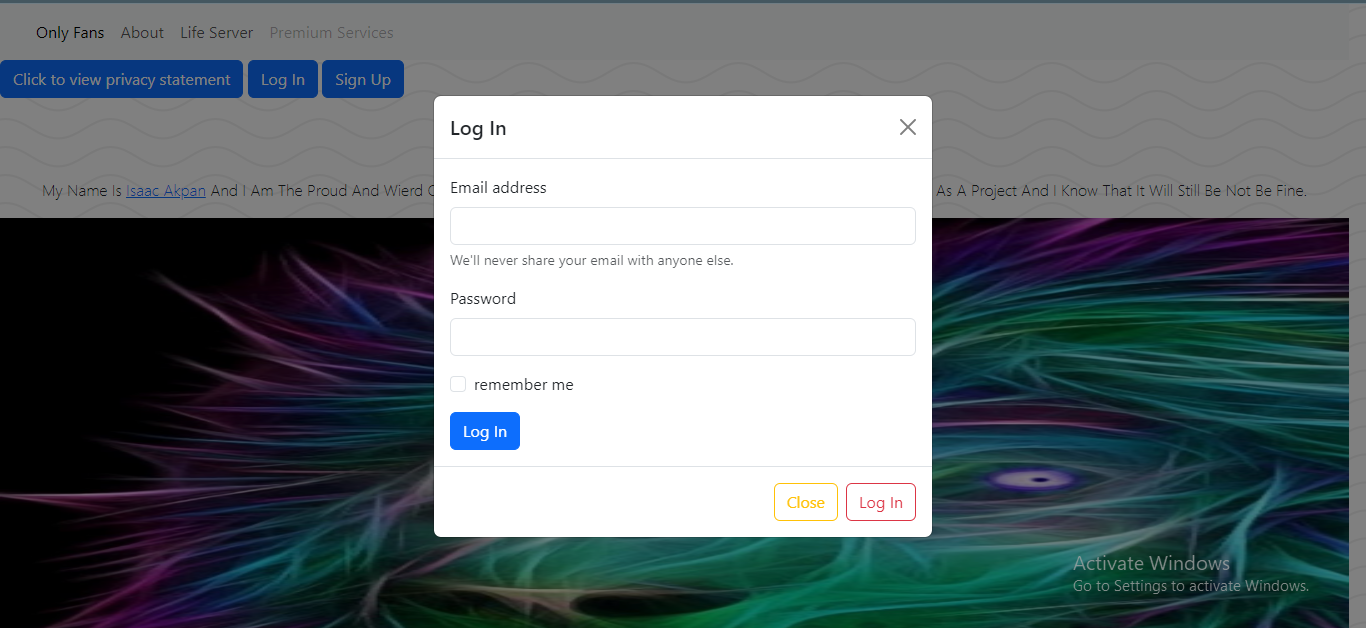 Only Fans About Life Server Premium Services
Click to view privacy statement Log In Sign Up
Log In
My Name Is Isaac Akpan And I Am The Proud And Wierd
As A Project And I Know That It Will Still Be Not Be Fine.
Email address
We'll never share your email with anyone else.
Password
remember me
Log In
Close Log In
Activate Windows
Go to Settings to activate Windows.